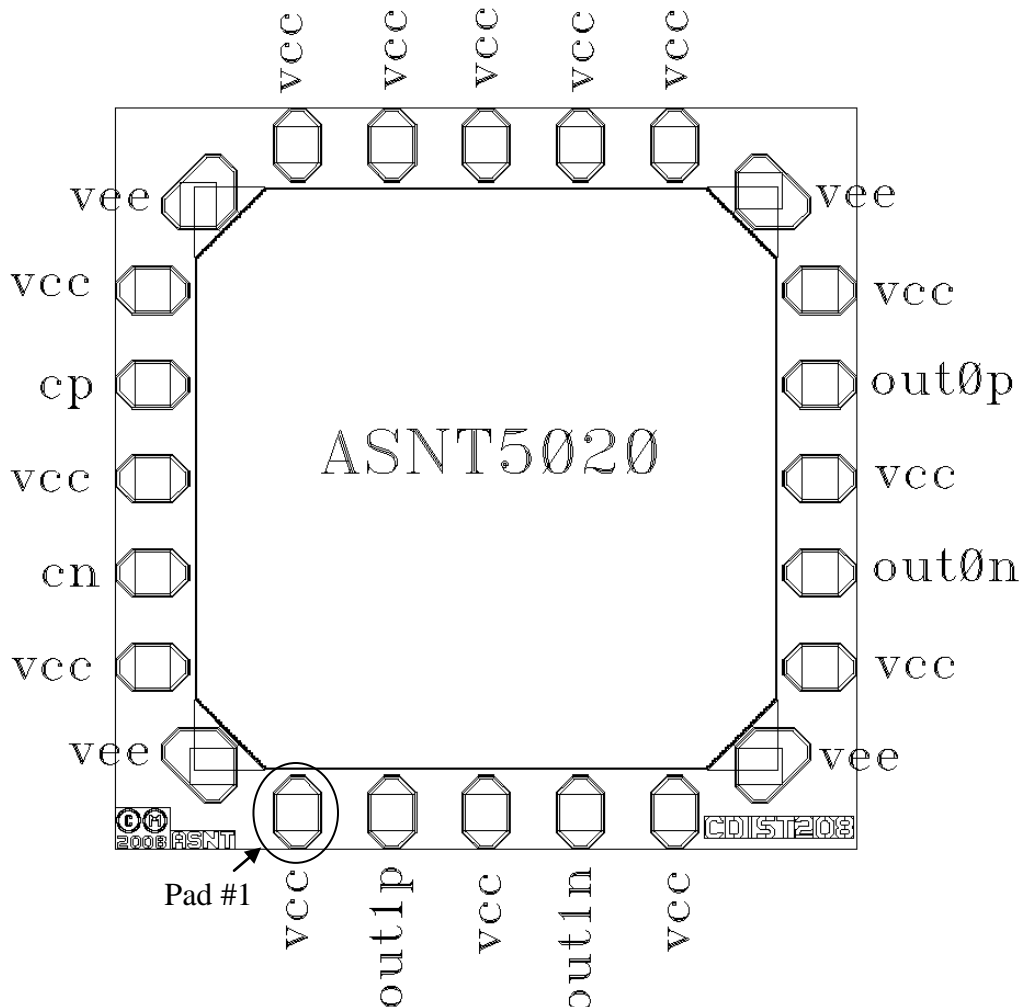 vcc
vcc
vcc
vcc
vcc
vee
vee
vcc
vcc
cp
out0p
ASNT5020
vcc
vcc
cn
out0n
vcc
vcc
vee
vee
C M
2008 ASNT
CDIST208
Pad #1
vcc
out1p
vcc
out1n
vcc